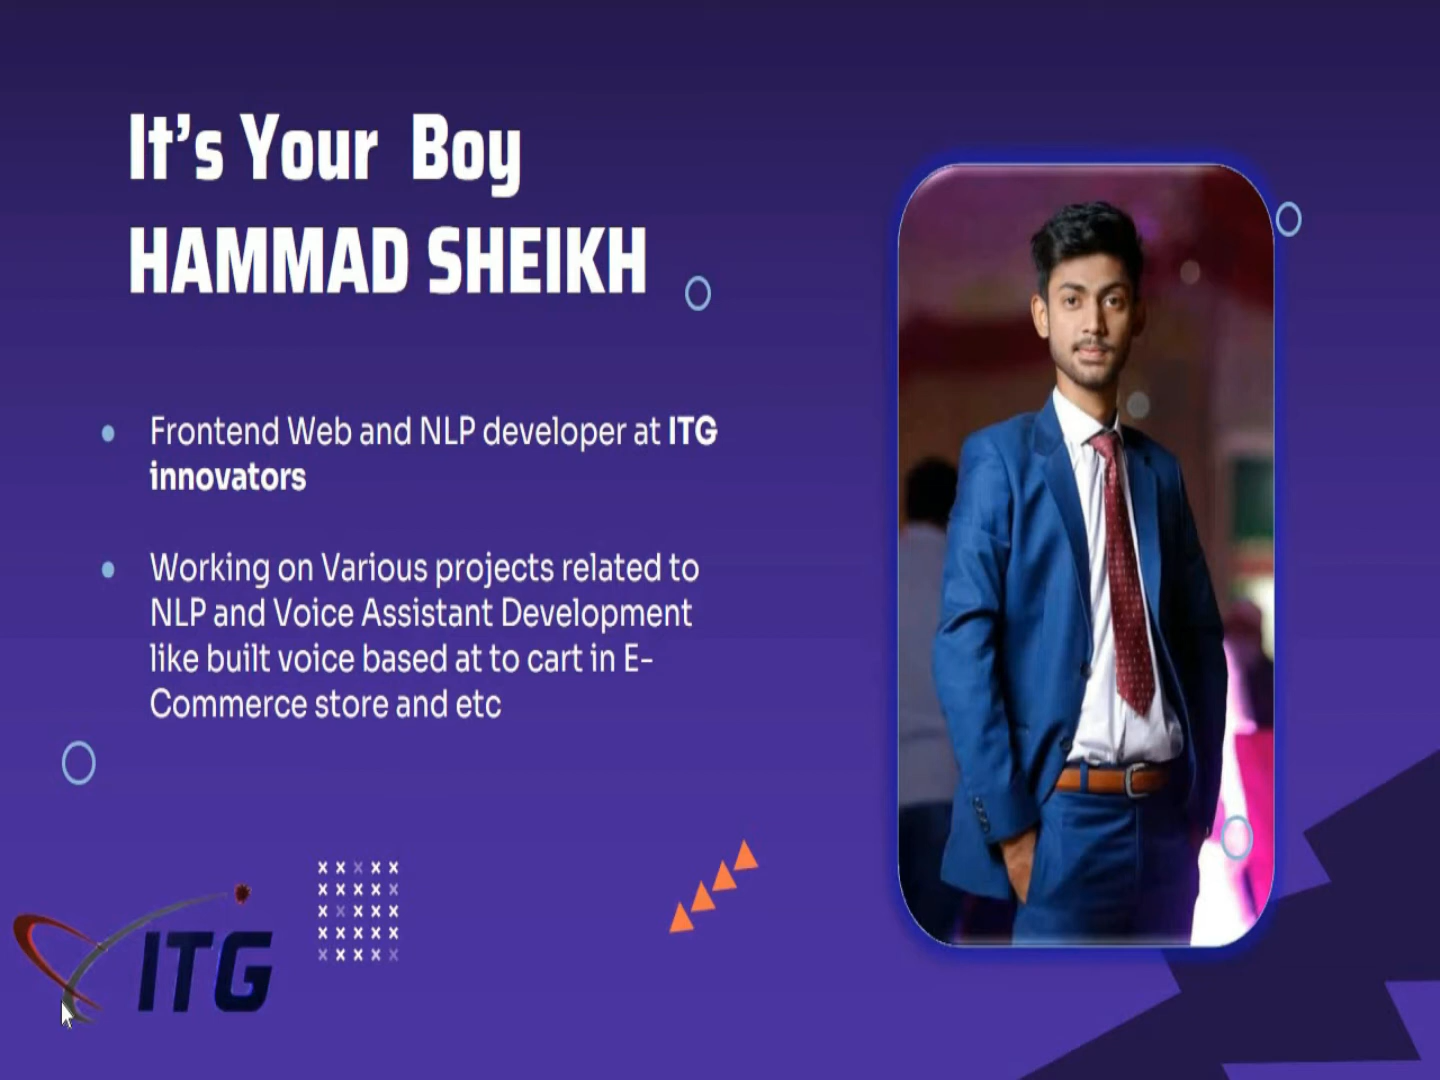 It's Your Boy
HAMMAD SHEIKH
Frontend Web and NLP developer at ITG
innovators
Working on Various projects related to
NLP and Voice Assistant Development
like built voice based at to cart in E-
Commerce store and etc
ITG